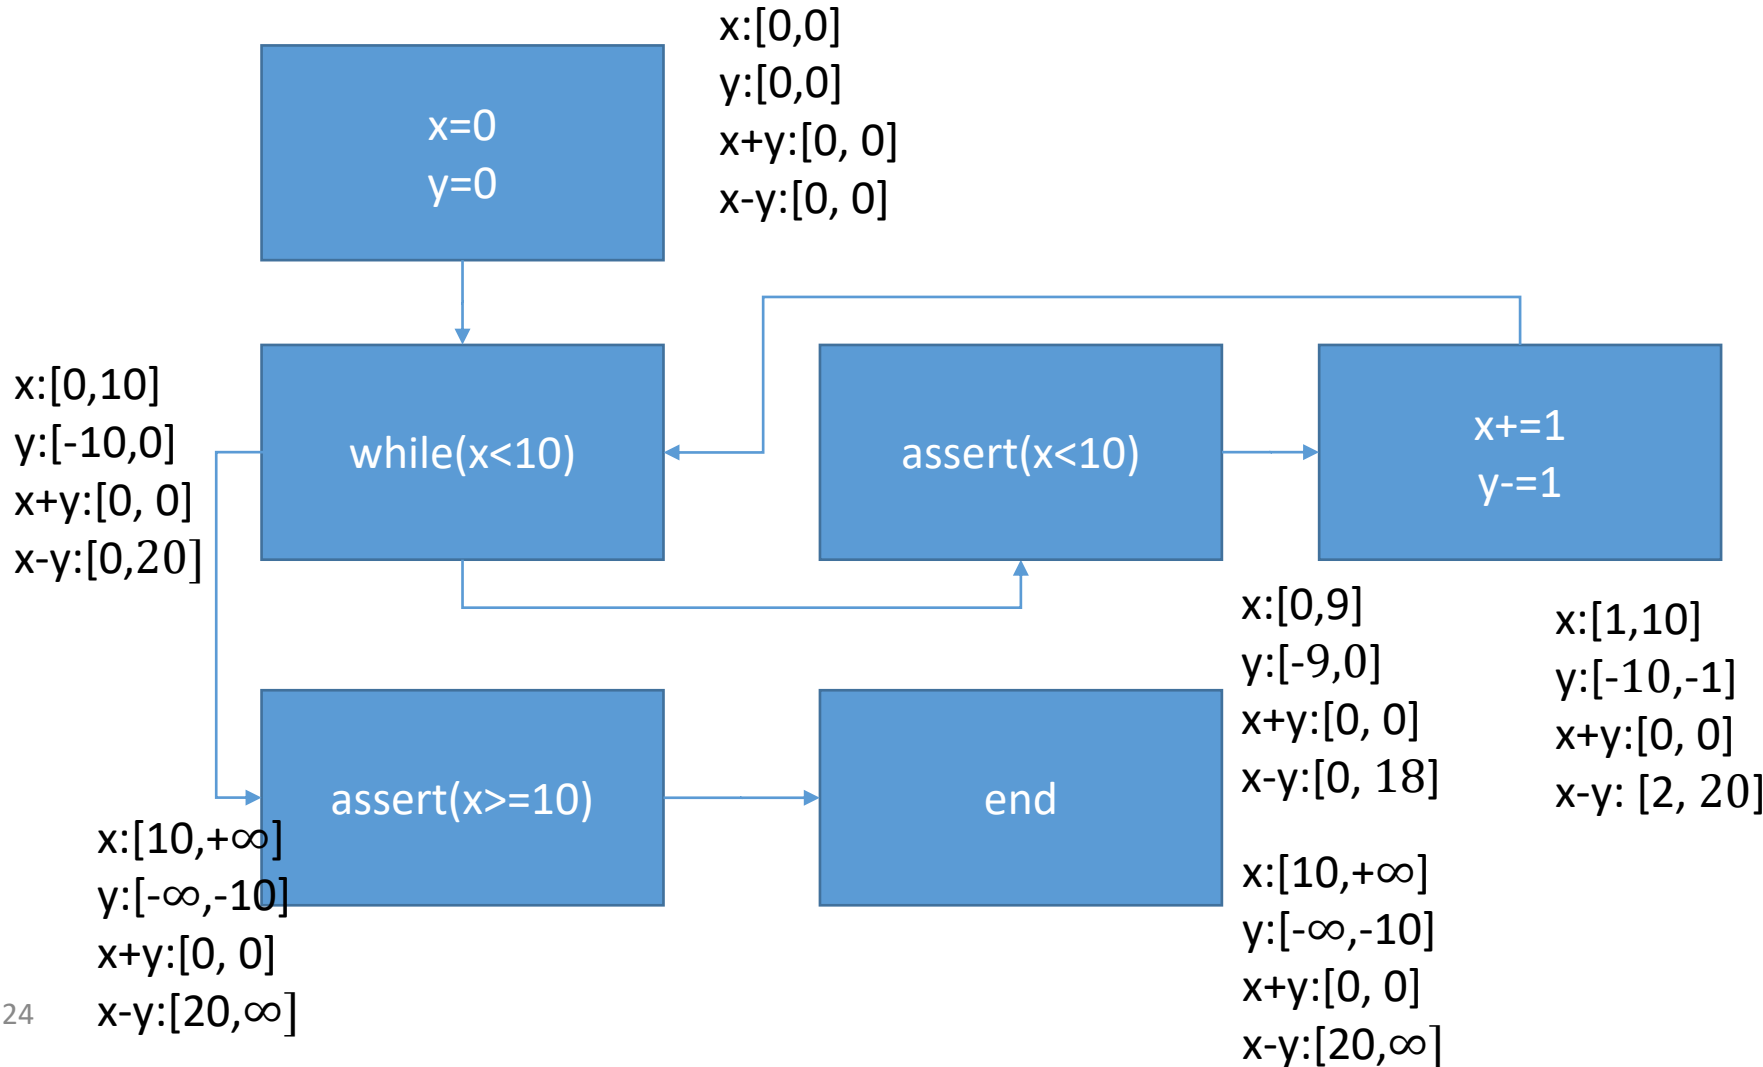 x=0
y=0
x:[0,0]
y:[0,0]
x+y:[0, 0]
x-y:[0, 0]
x:[0,10]
y:[-10,0]
x+y:[0, 0]
x-y:[0,20]
while(x<10)
assert(x<10)
x+=1
y-=1
x:[0,9]
y:[-9,0]
x+y:[0, 0]
x-y:[0, 18]
x:[1,10]
y:[-10,-1]
x+y:[0, 0]
x-y: [2, 20]
assert(x>=10)
end
x:[10,+∞]
y:[-∞,-10]
x+y:[0, 0]
x-y:[20,∞]
x:[10,+∞]
y:[-∞,-10]
x+y:[0, 0]
x-y:[20,∞]
24